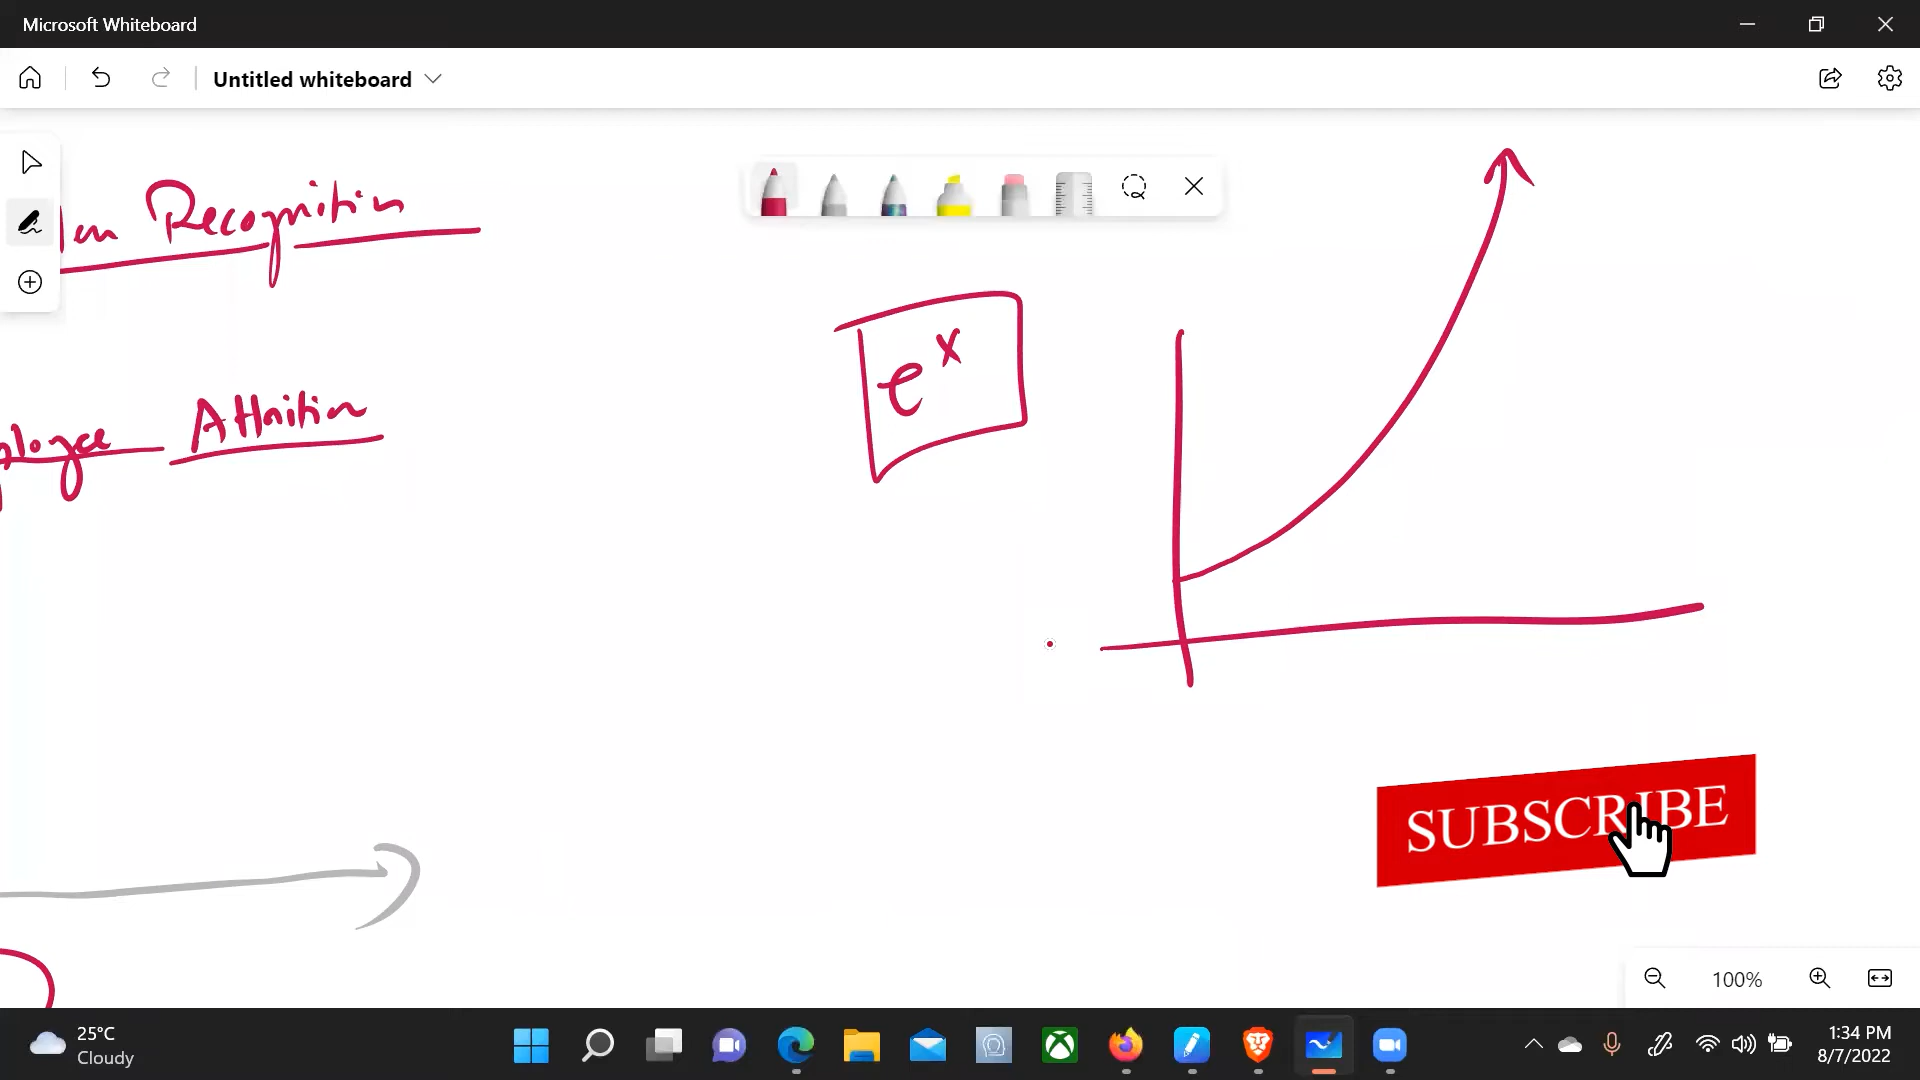 Microsoft Whiteboard
Untitled whiteboard
Recognition
e^x
Attrition
SUBSCRIBE
100%
25°C
Cloudy
1:34 PM
8/7/2022